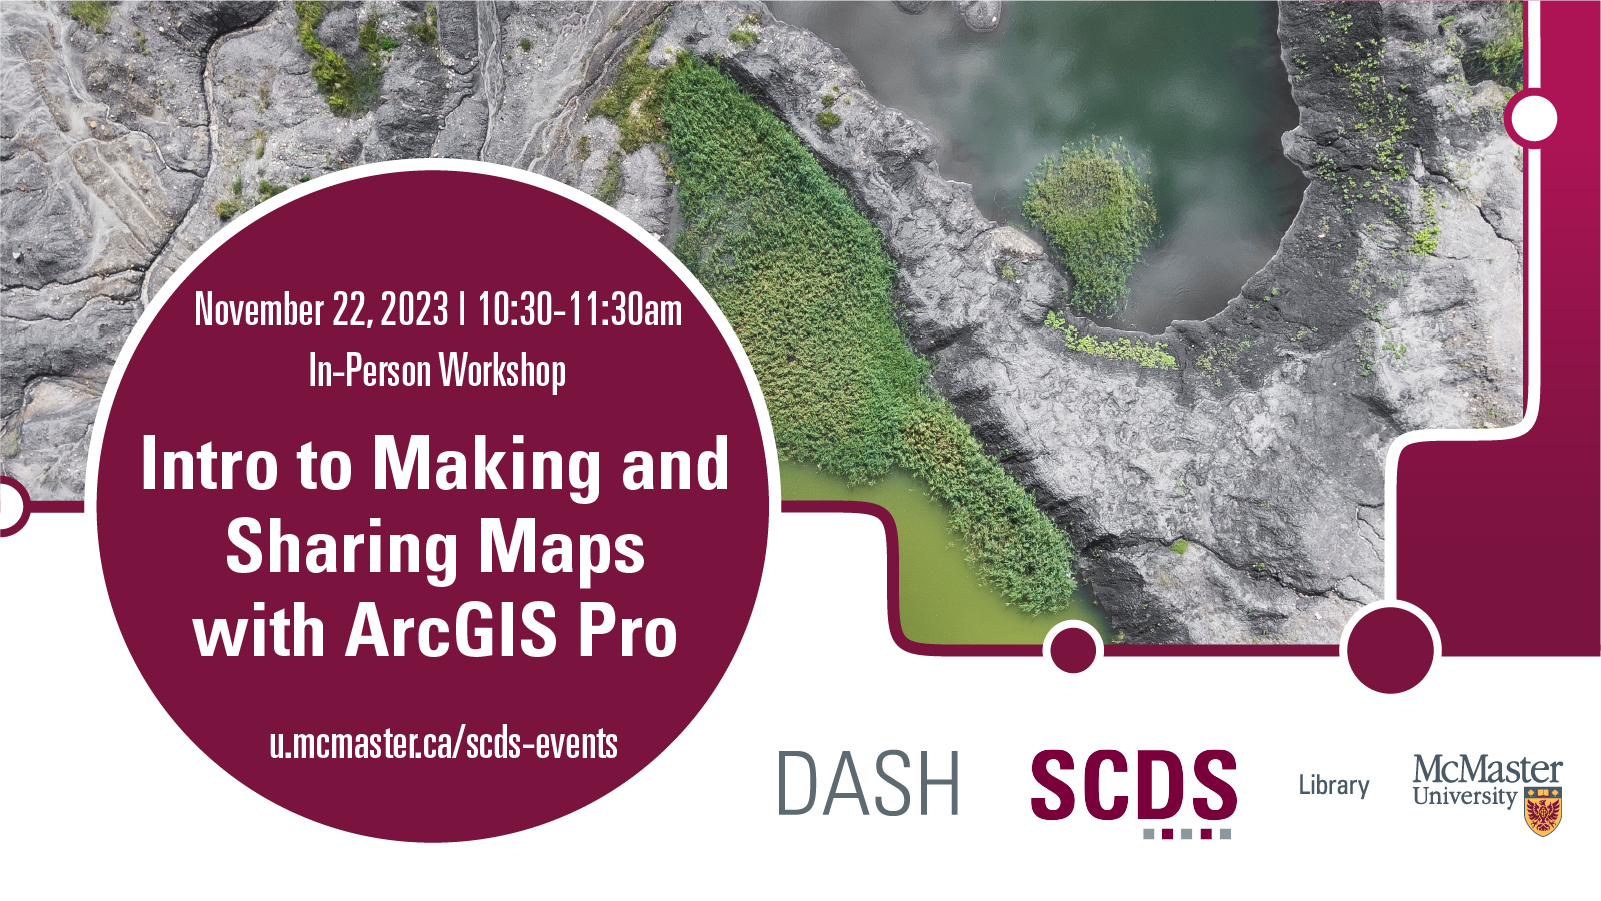 November 22, 2023 | 10:30-11:30am
In-Person Workshop
Intro to Making and
Sharing Maps
with ArcGIS Pro
u.mcmaster.ca/scds-events
DASH
SCDS
Library
McMaster
University